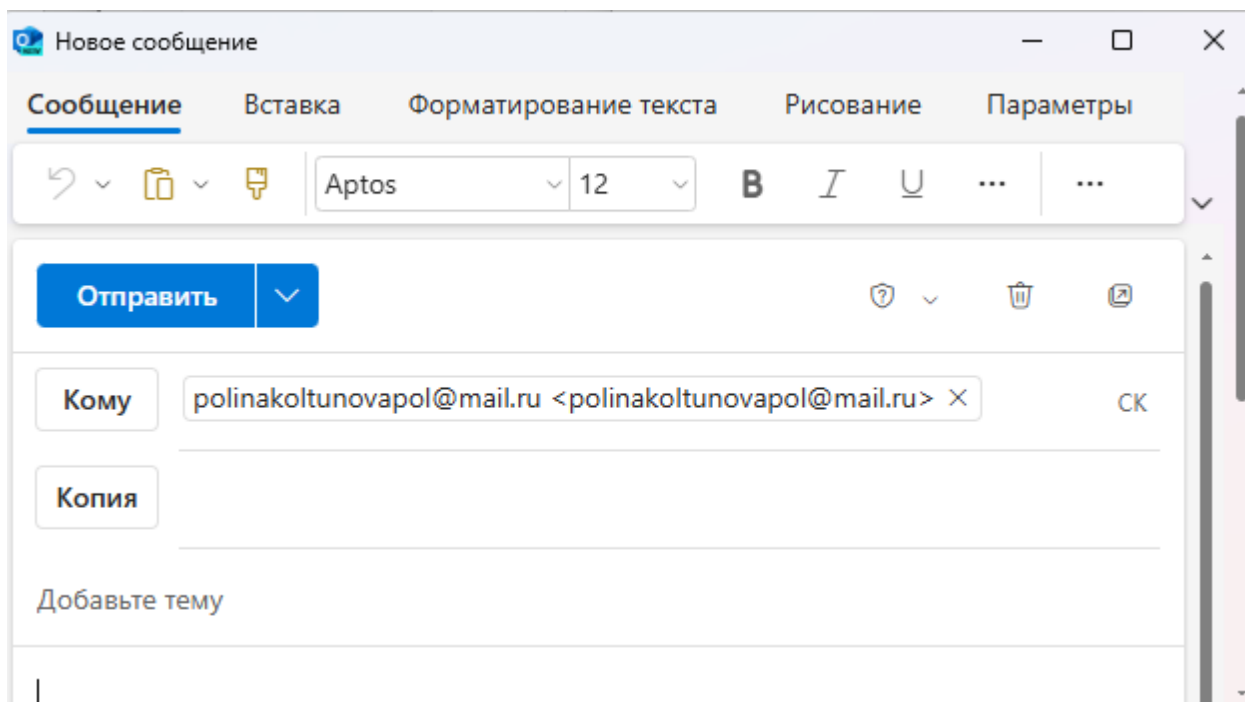 Новое сообщение
Сообщение Вставка Форматирование текста Рисование Параметры
Aptos 12 B I U
Отправить
Кому polinakoltunovapol@mail.ru <polinakoltunovapol@mail.ru> СК
Копия
Добавьте тему